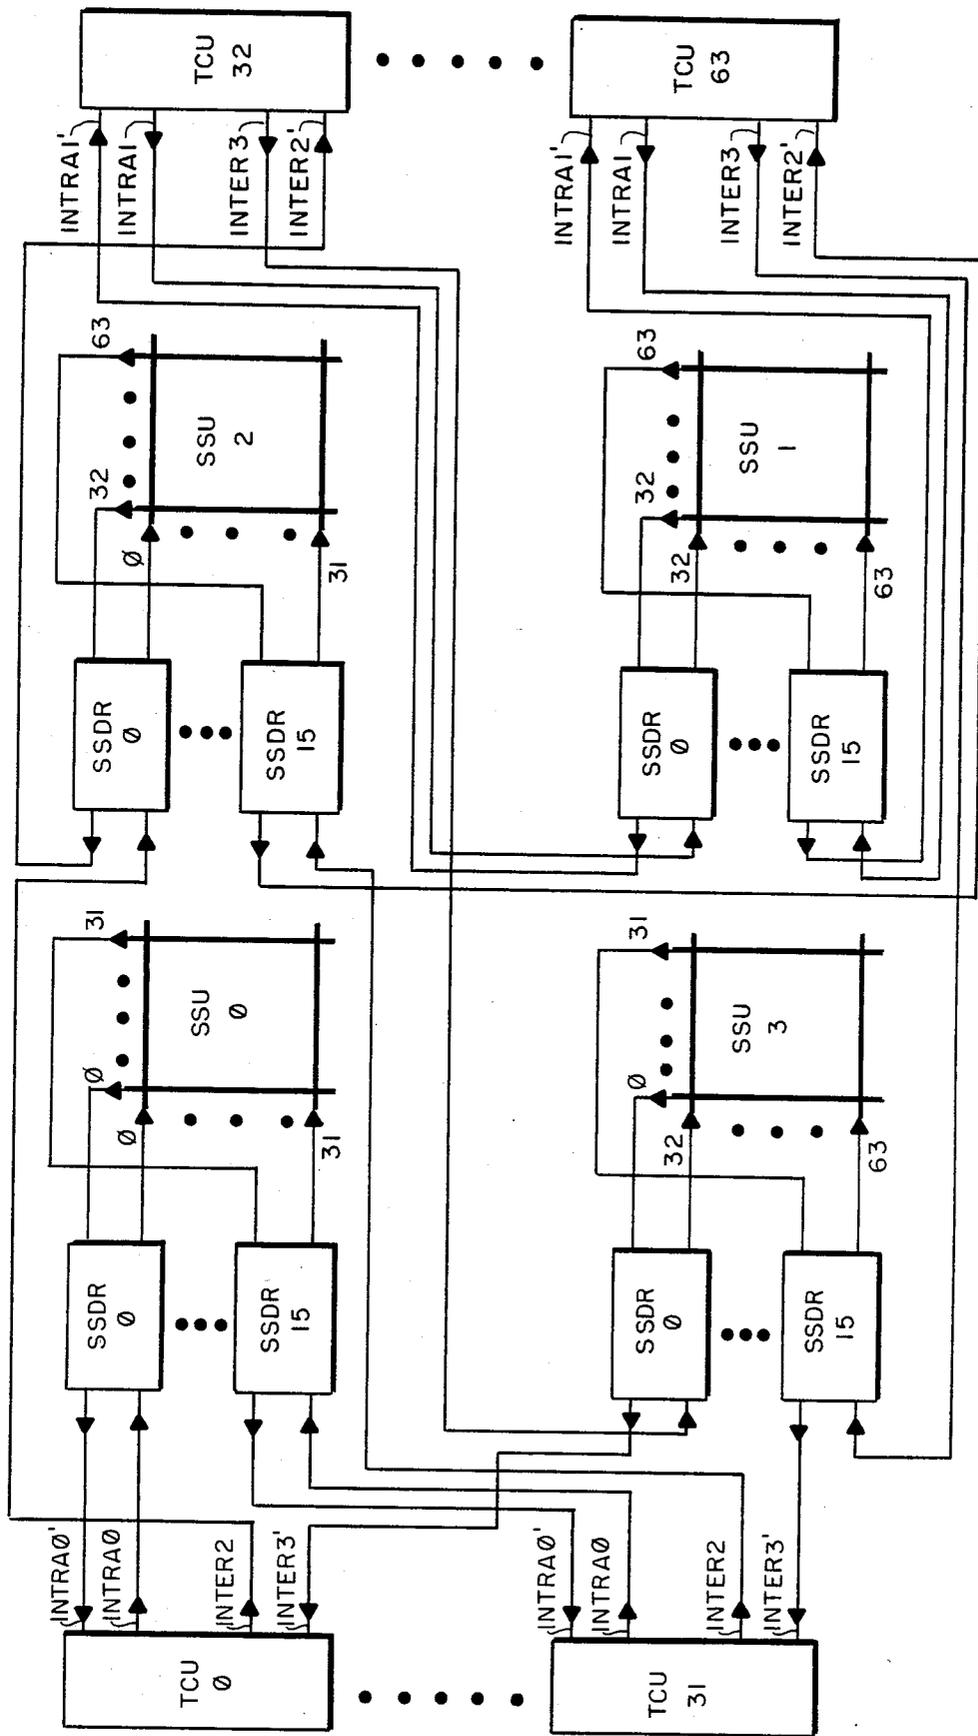 TCU
32
TCU
63
INTRA1'
INTRA1
INTER3
INTER2'
INTRA1'
INTRA1
INTER3
INTER2'
63
32
SSU
2
Ø
31
63
32
SSU
1
32
63
SSDR
Ø
SSDR
15
SSDR
Ø
SSDR
15
31
Ø
SSU
Ø
Ø
31
31
Ø
SSU
3
32
63
SSDR
Ø
SSDR
15
SSDR
Ø
SSDR
15
INTRAØ'
INTRAØ
INTER2
INTER3'
INTRAØ'
INTRAØ
INTER2
INTER3'
TCU
Ø
TCU
31